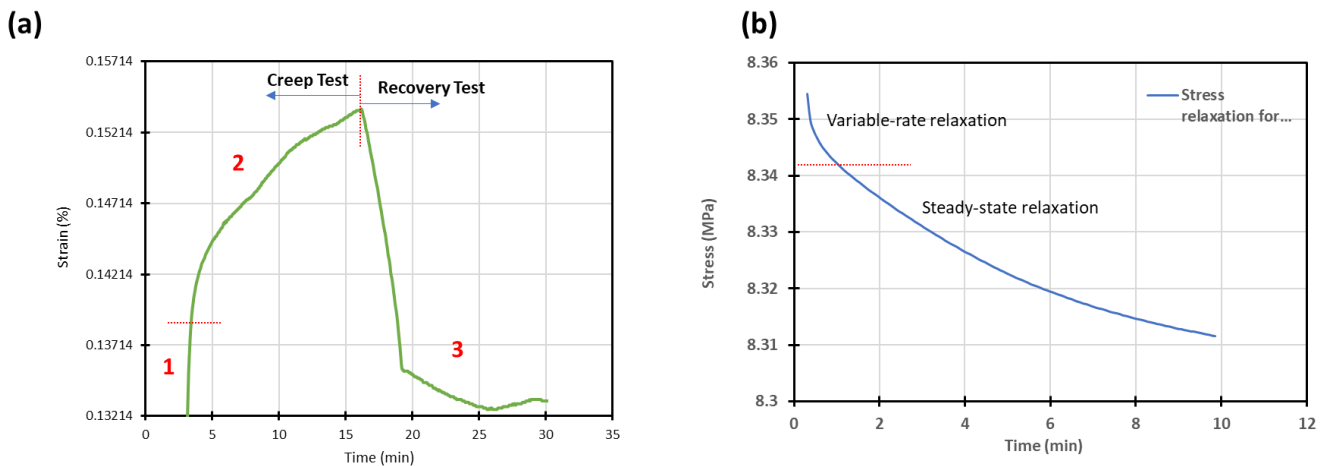 (a)
0.15714
0.15214
0.14714
0.14214
0.13714
0.13214
Strain (%)
Creep Test
Recovery Test
1
2
3
0 5 10 15 20 25 30 35
Time (min)
(b)
8.36
8.35
8.34
8.33
8.32
8.31
8.3
Stress (MPa)
Variable-rate relaxation
Steady-state relaxation
Stress
relaxation for...
0 2 4 6 8 10 12
Time (min)